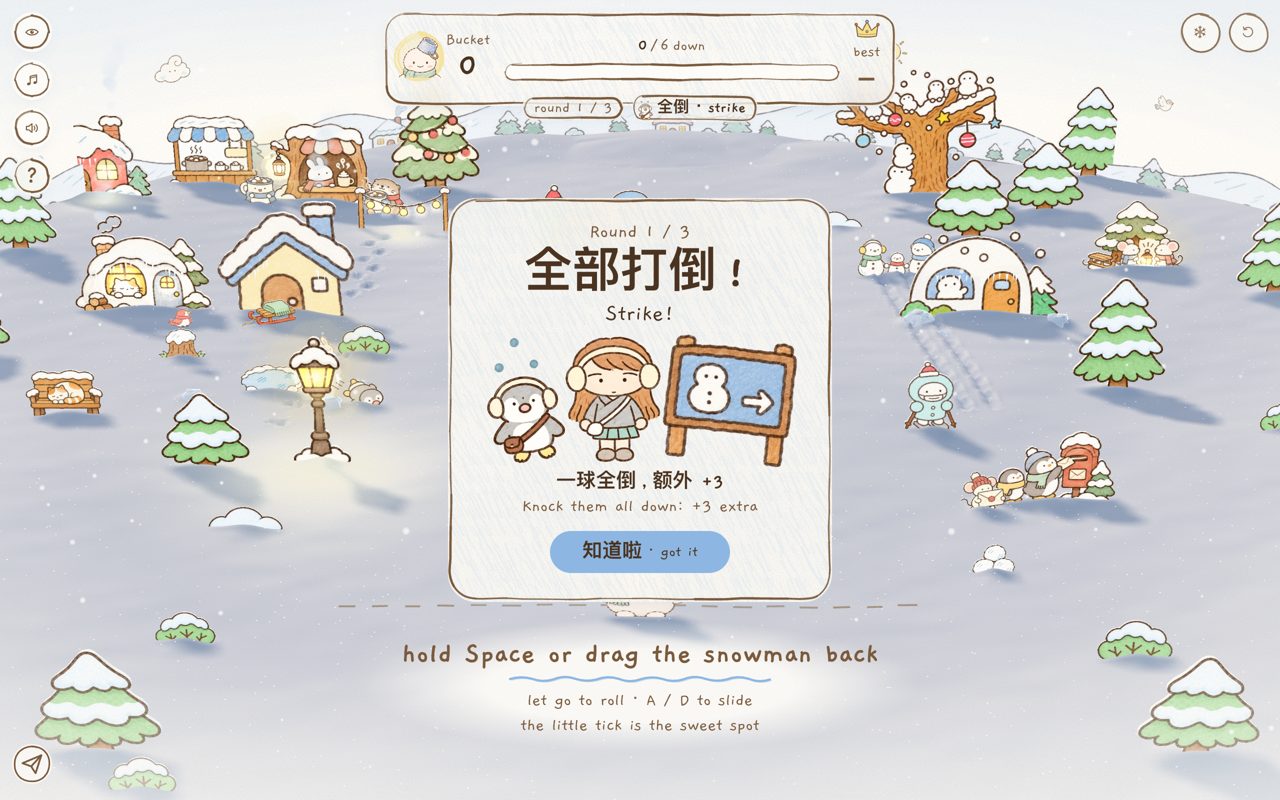 Bucket
0
0/6 down
best
—
round 1 / 3
全倒 · strike
?
Round 1 / 3
全部打倒！
Strike!
一球全倒，额外 +3
Knock them all down: +3 extra
知道啦 · got it
hold Space or drag the snowman back
let go to roll · A / D to slide
the little tick is the sweet spot